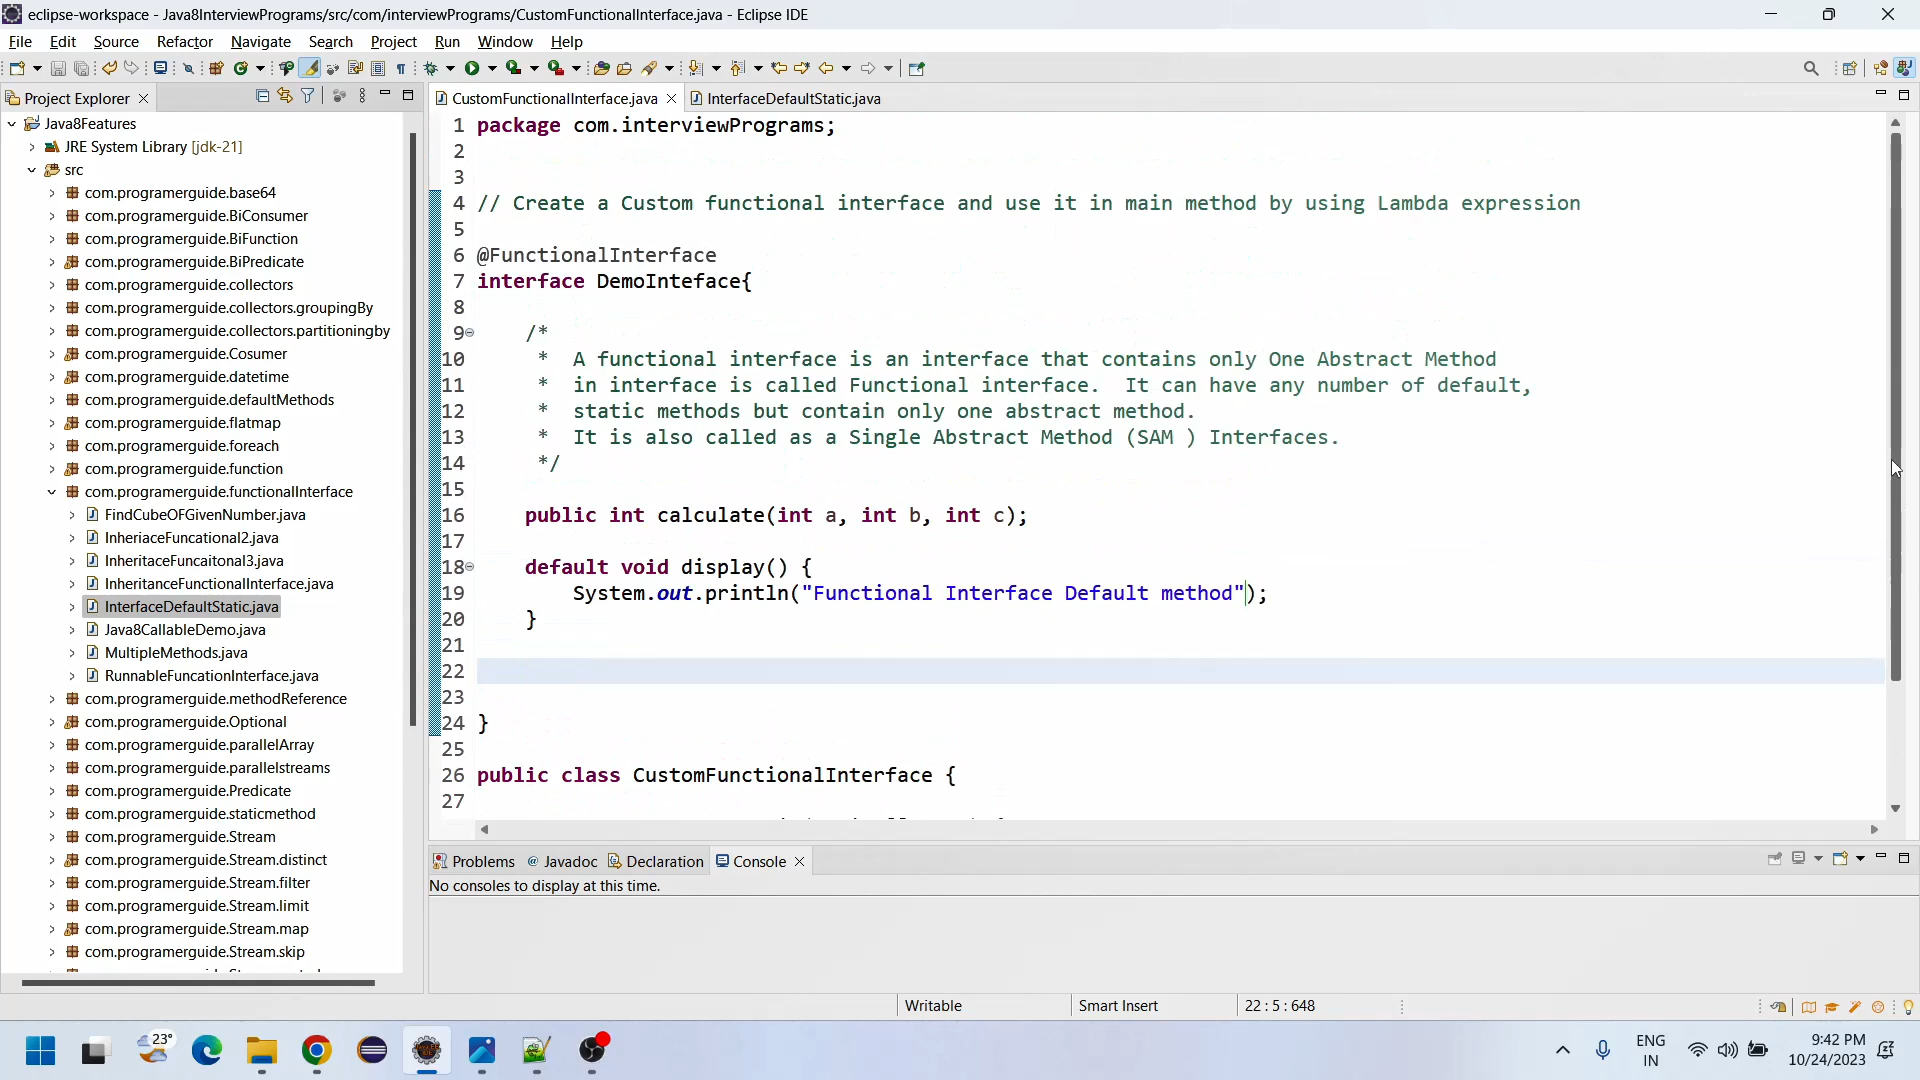 eclipse-workspace - Java8InterviewPrograms/src/com/interviewPrograms/CustomFunctionalInterface.java - Eclipse IDE
File Edit Source Refactor Navigate Search Project Run Window Help
Project Explorer
Java8Features
JRE System Library [jdk-21]
src
com.programerguide.base64
com.programerguide.BiConsumer
com.programerguide.BiFunction
com.programerguide.BiPredicate
com.programerguide.collectors
com.programerguide.collectors.groupingBy
com.programerguide.collectors.partitioningby
com.programerguide.Cosumer
com.programerguide.datetime
com.programerguide.defaultMethods
com.programerguide.flatmap
com.programerguide.foreach
com.programerguide.function
com.programerguide.functionalInterface
FindCubeOFGivenNumber.java
InheriaceFuncational2.java
InheritaceFuncaitonal3.java
InheritanceFunctionalInterface.java
InterfaceDefaultStatic.java
Java8CallableDemo.java
MultipleMethods.java
RunnableFuncationInterface.java
com.programerguide.methodReference
com.programerguide.Optional
com.programerguide.parallelArray
com.programerguide.parallelstreams
com.programerguide.Predicate
com.programerguide.staticmethod
com.programerguide.Stream
com.programerguide.Stream.distinct
com.programerguide.Stream.filter
com.programerguide.Stream.limit
com.programerguide.Stream.map
com.programerguide.Stream.skip
CustomFunctionalInterface.java InterfaceDefaultStatic.java
1 package com.interviewPrograms;
2
3
4 // Create a Custom functional interface and use it in main method by using Lambda expression
5
6 @FunctionalInterface
7 interface DemoInteface{
8
9 /*
10 * A functional interface is an interface that contains only One Abstract Method
11 * in interface is called Functional interface. It can have any number of default,
12 * static methods but contain only one abstract method.
13 * It is also called as a Single Abstract Method (SAM ) Interfaces.
14 */
15
16 public int calculate(int a, int b, int c);
17
18 default void display() {
19 System.out.println("Functional Interface Default method");
20 }
21
22
23
24 }
25
26 public class CustomFunctionalInterface {
27
Problems @ Javadoc Declaration Console
No consoles to display at this time.
Writable Smart Insert 22 : 5 : 648
23°
ENG
IN
9:42 PM
10/24/2023